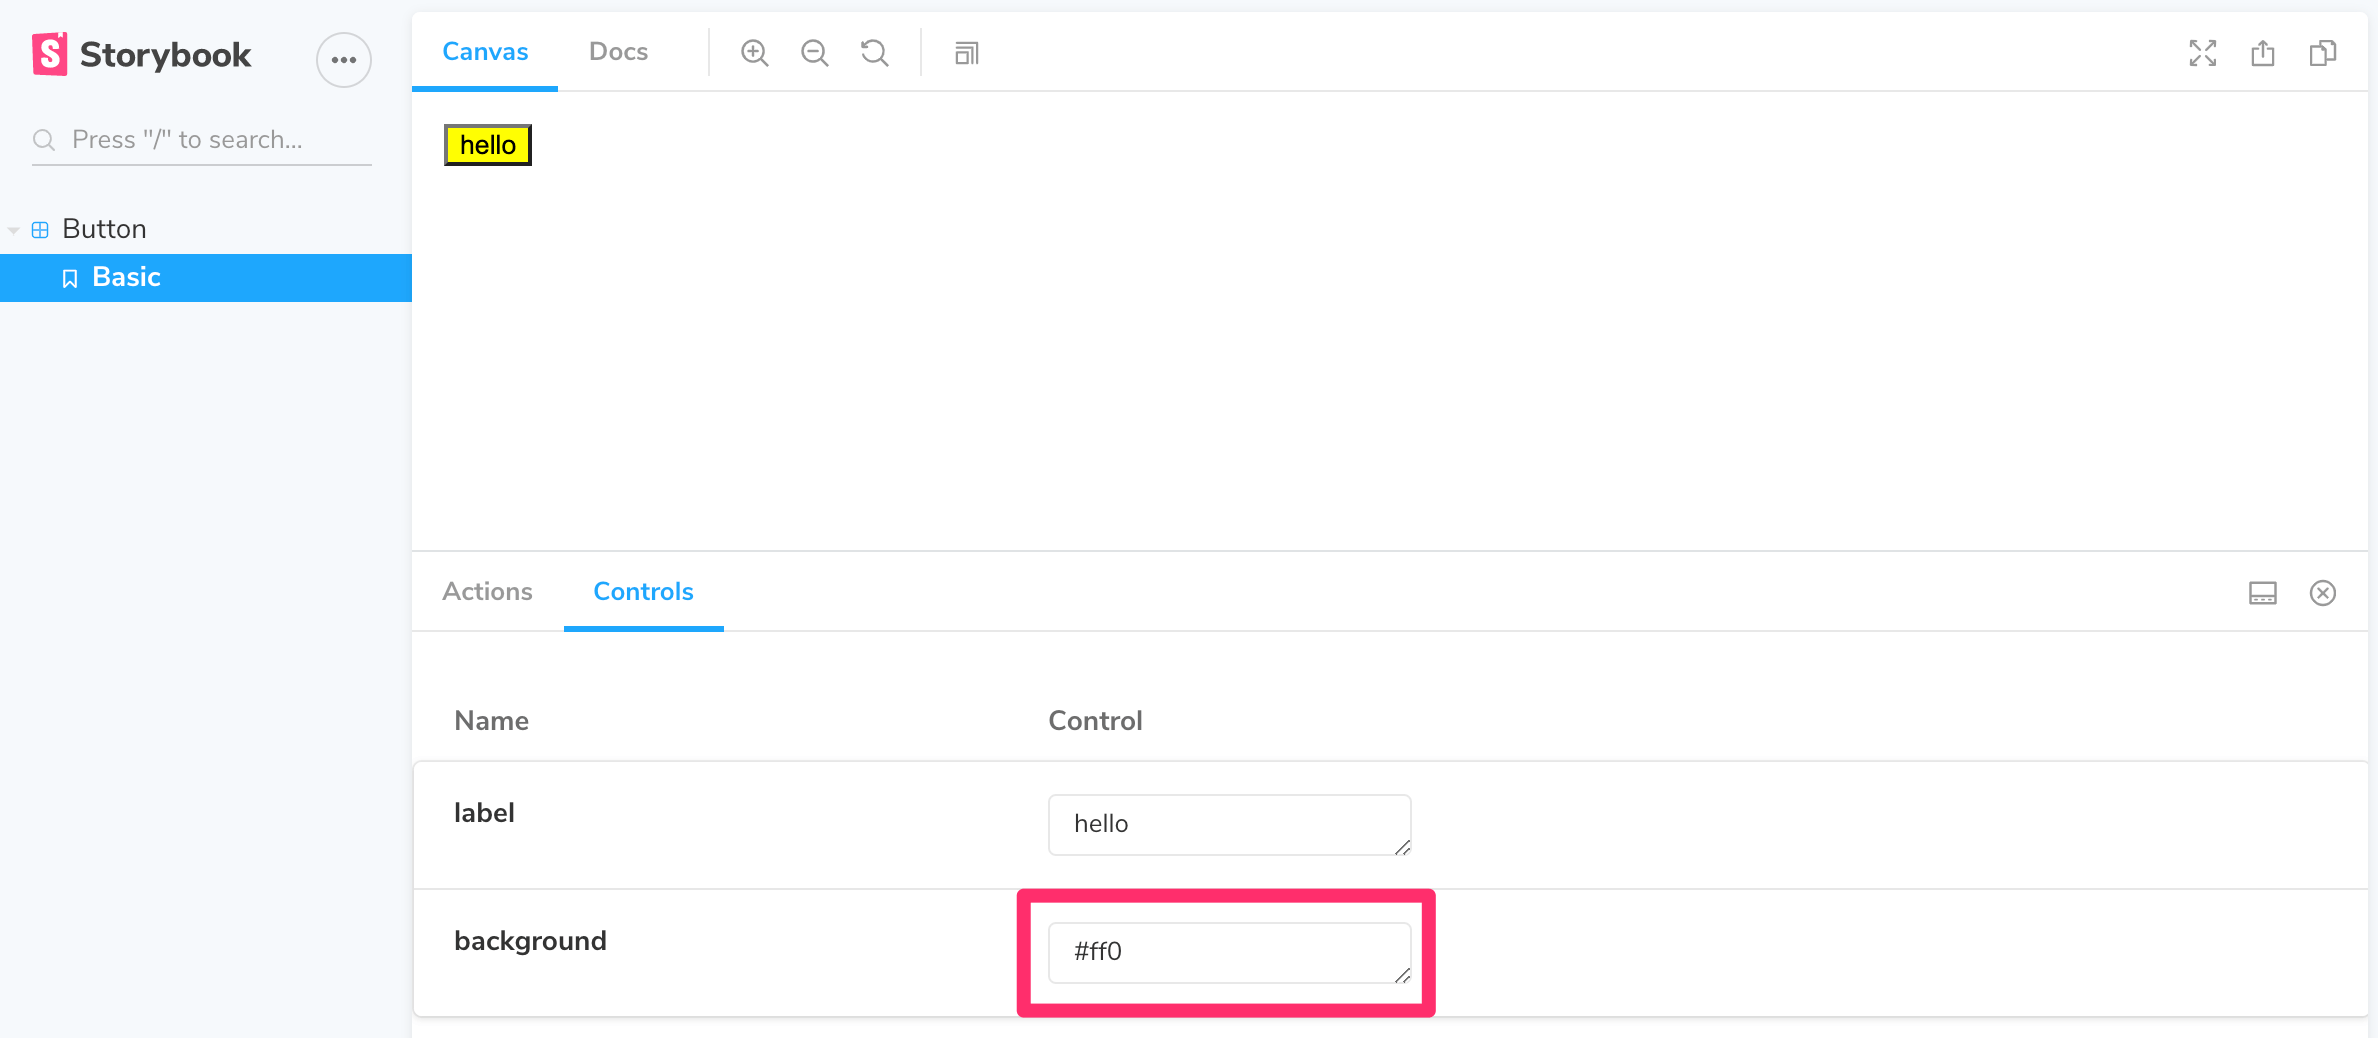 Storybook
Press "/" to search...
Button
Basic
Canvas
Docs
hello
Actions
Controls
Name
Control
label
hello
background
#ff0